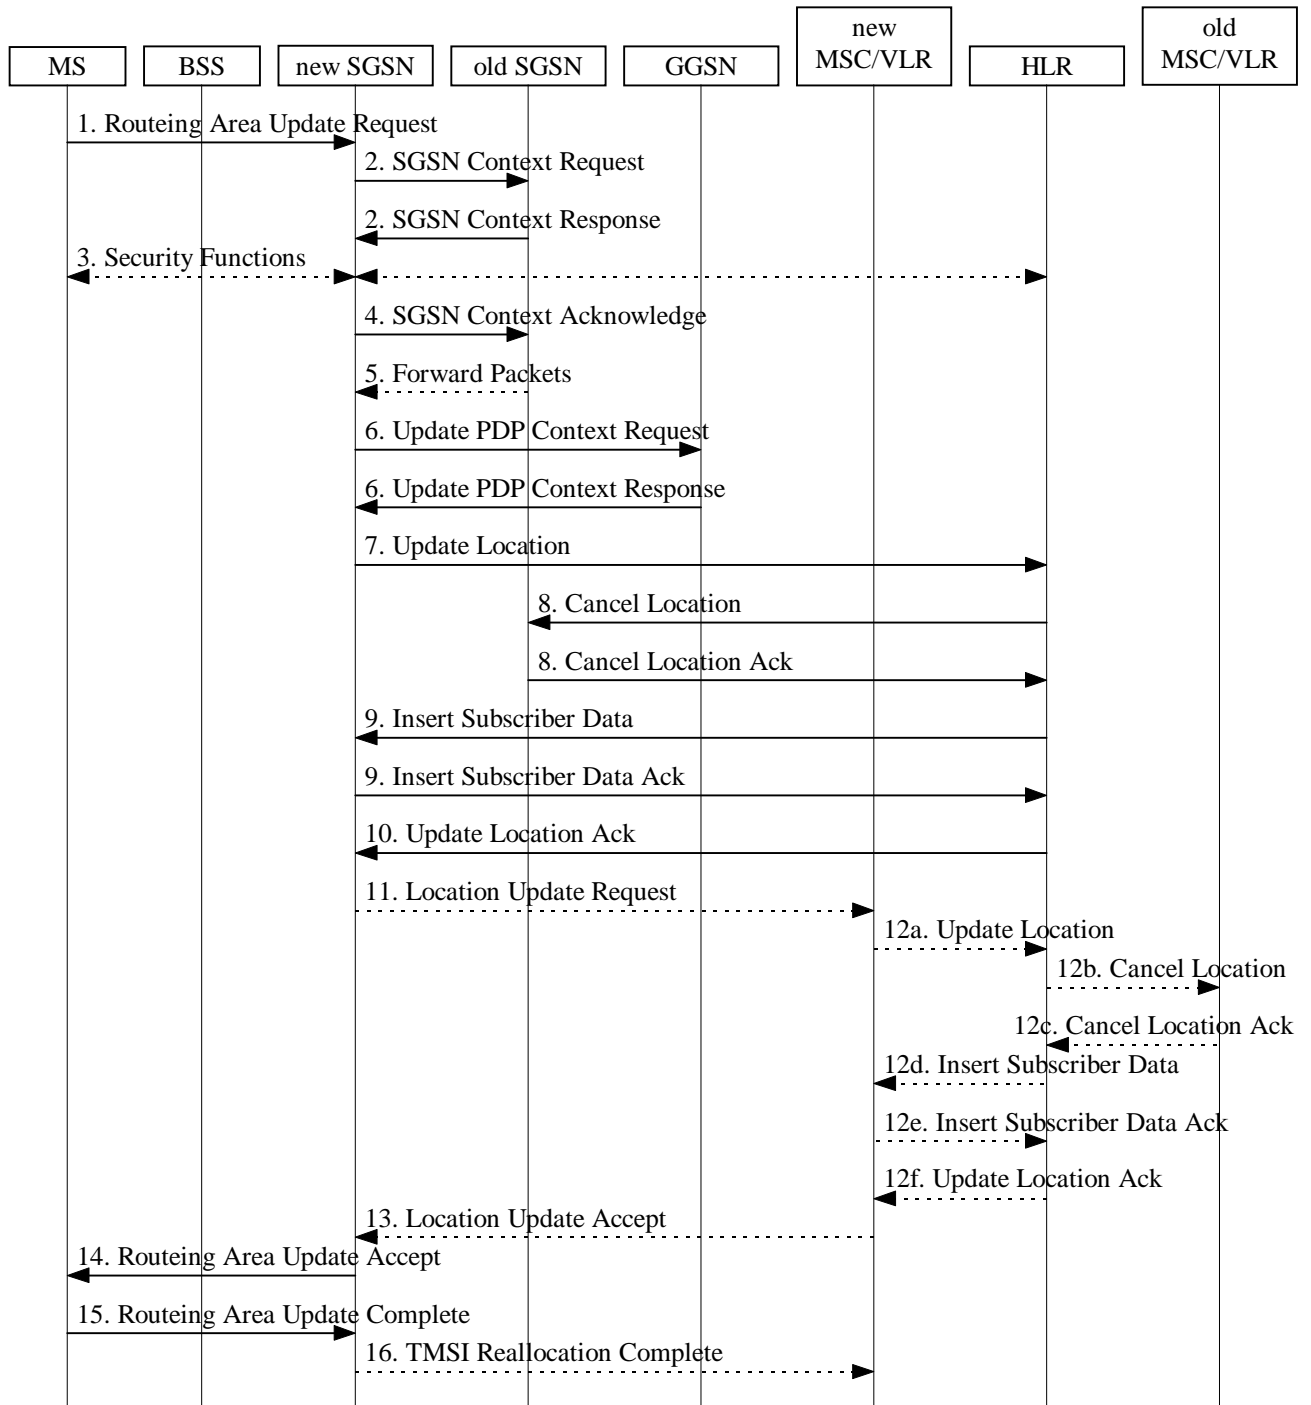 new
MSC/VLR
old
MSC/VLR
MS
BSS
new SGSN
old SGSN
GGSN
HLR
1. Routeing Area Update Request
2. SGSN Context Request
2. SGSN Context Response
3. Security Functions
4. SGSN Context Acknowledge
5. Forward Packets
6. Update PDP Context Request
6. Update PDP Context Response
7. Update Location
8. Cancel Location
8. Cancel Location Ack
9. Insert Subscriber Data
9. Insert Subscriber Data Ack
10. Update Location Ack
11. Location Update Request
12a. Update Location
12b. Cancel Location
12c. Cancel Location Ack
12d. Insert Subscriber Data
12e. Insert Subscriber Data Ack
12f. Update Location Ack
13. Location Update Accept
14. Routeing Area Update Accept
15. Routeing Area Update Complete
16. TMSI Reallocation Complete